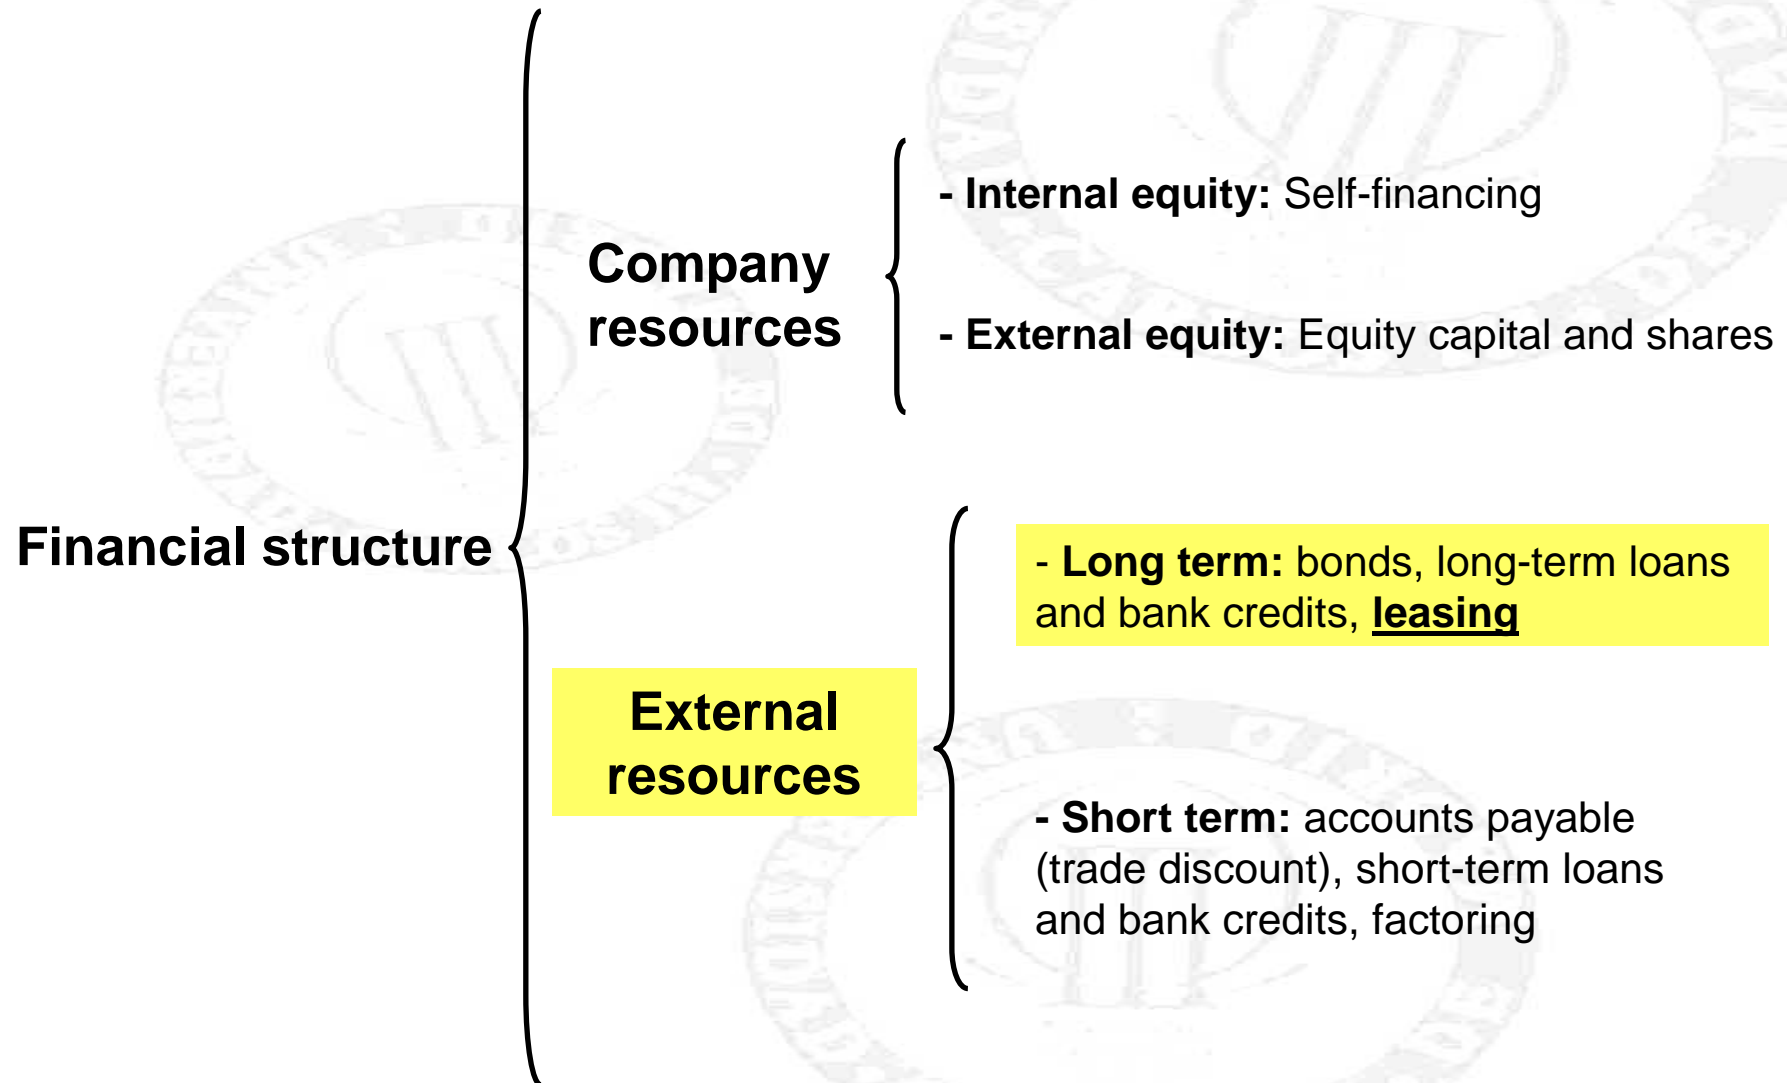 Financial structure
Company
resources
- Internal equity: Self-financing
- External equity: Equity capital and shares
External
resources
- Long term: bonds, long-term loans
and bank credits, leasing
- Short term: accounts payable
(trade discount), short-term loans
and bank credits, factoring